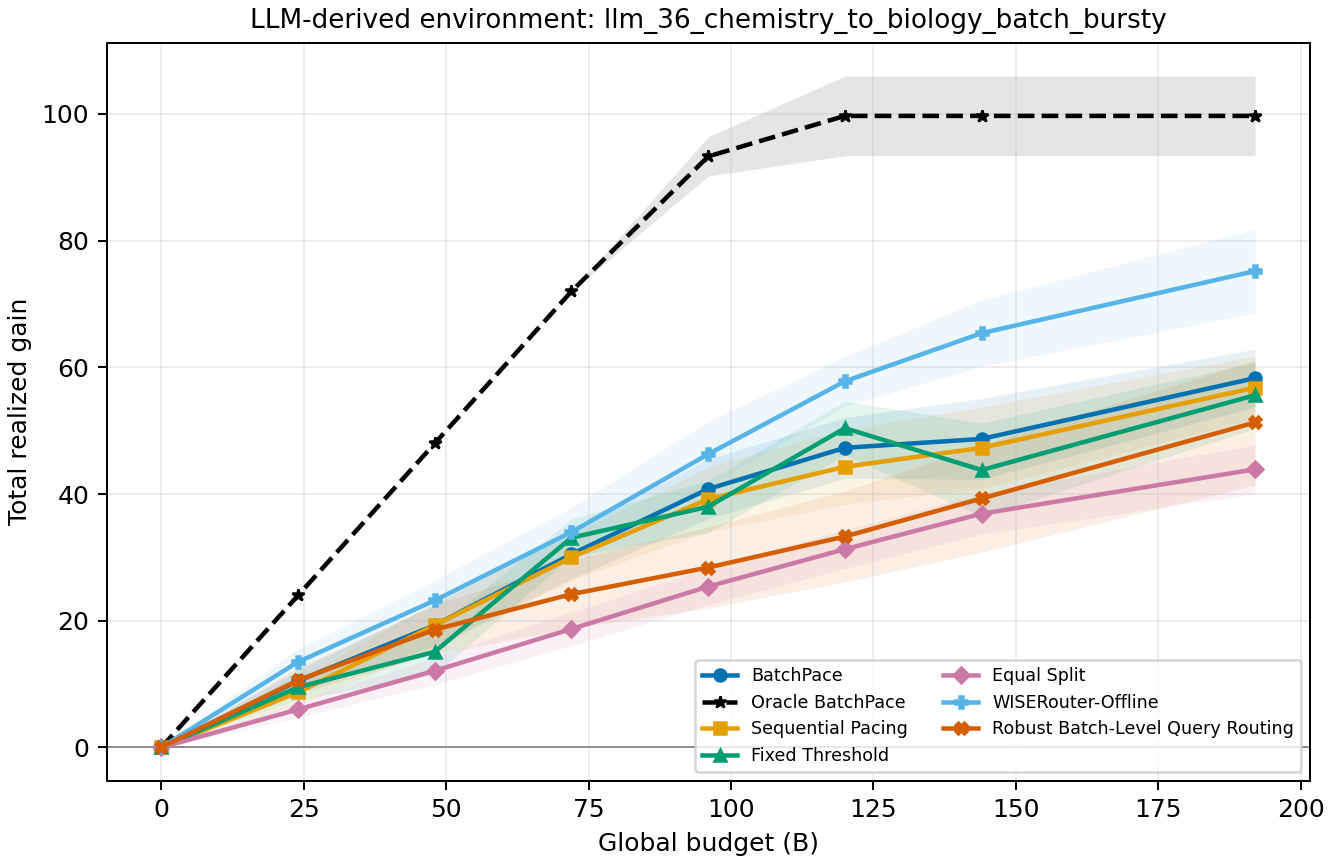 LLM-derived environment: llm_36_chemistry_to_biology_batch_bursty
Total realized gain
100
80
60
40
20
0
BatchPace
Oracle BatchPace
Sequential Pacing
Fixed Threshold
Equal Split
WISERouter-Offline
Robust Batch-Level Query Routing
0 25 50 75 100 125 150 175 200
Global budget (B)